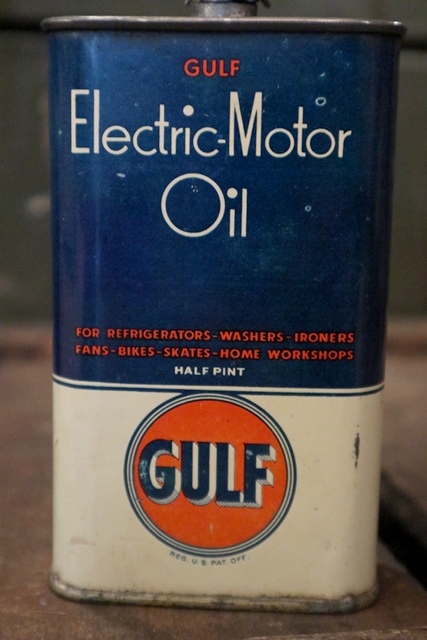 GULF
Electric-Motor
Oil
FOR REFRIGERATORS-WASHERS-IRONERS
FANS-BIKES-SKATES-HOME WORKSHOPS
HALF PINT
GULF
REG. U.S. PAT. OFF.